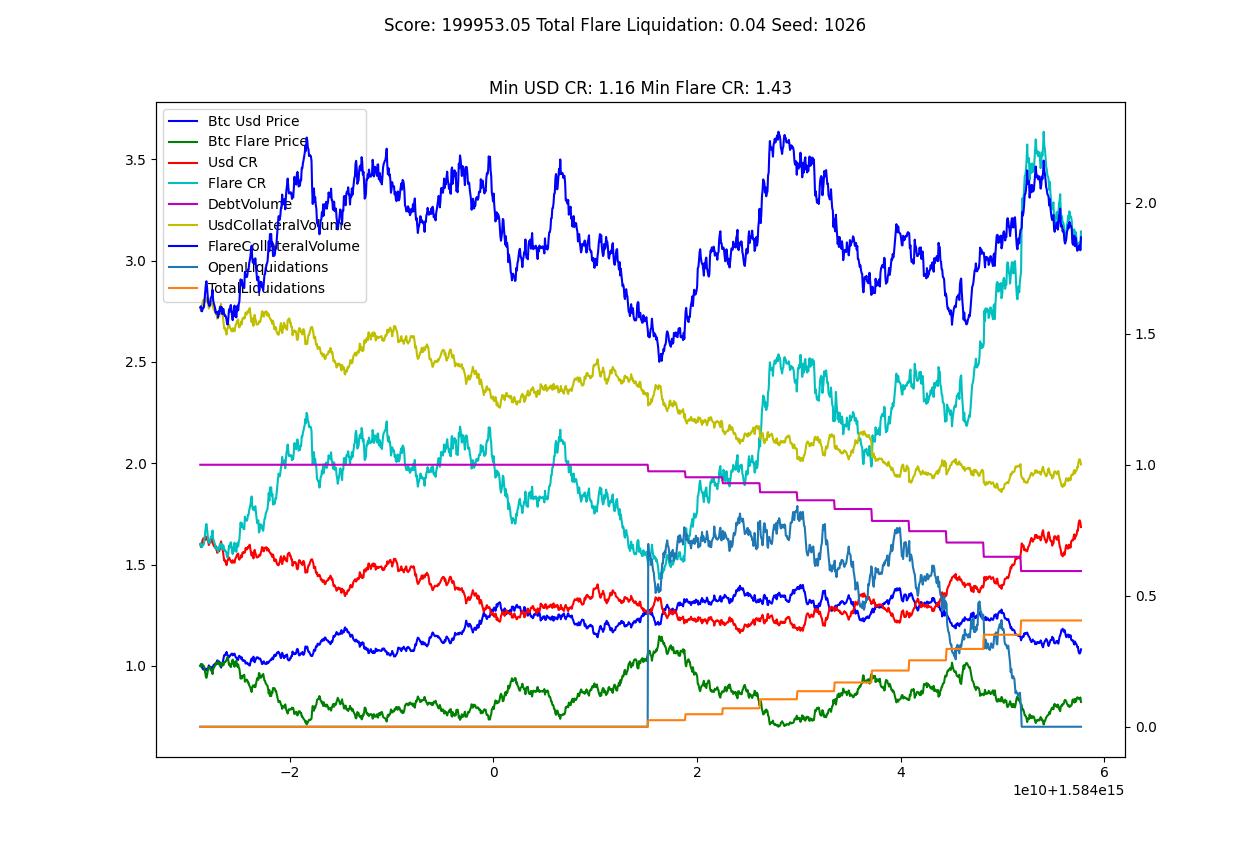 Score: 199953.05 Total Flare Liquidation: 0.04 Seed: 1026
Min USD CR: 1.16 Min Flare CR: 1.43
Btc Usd Price
Btc Flare Price
Usd CR
Flare CR
DebtVolume
UsdCollateralVolume
FlareCollateralVolume
OpenLiquidations
TotalLiquidations
3.5
3.0
2.5
2.0
1.5
1.0
2.0
1.5
1.0
0.5
0.0
−2 0 2 4 6
1e10+1.584e15